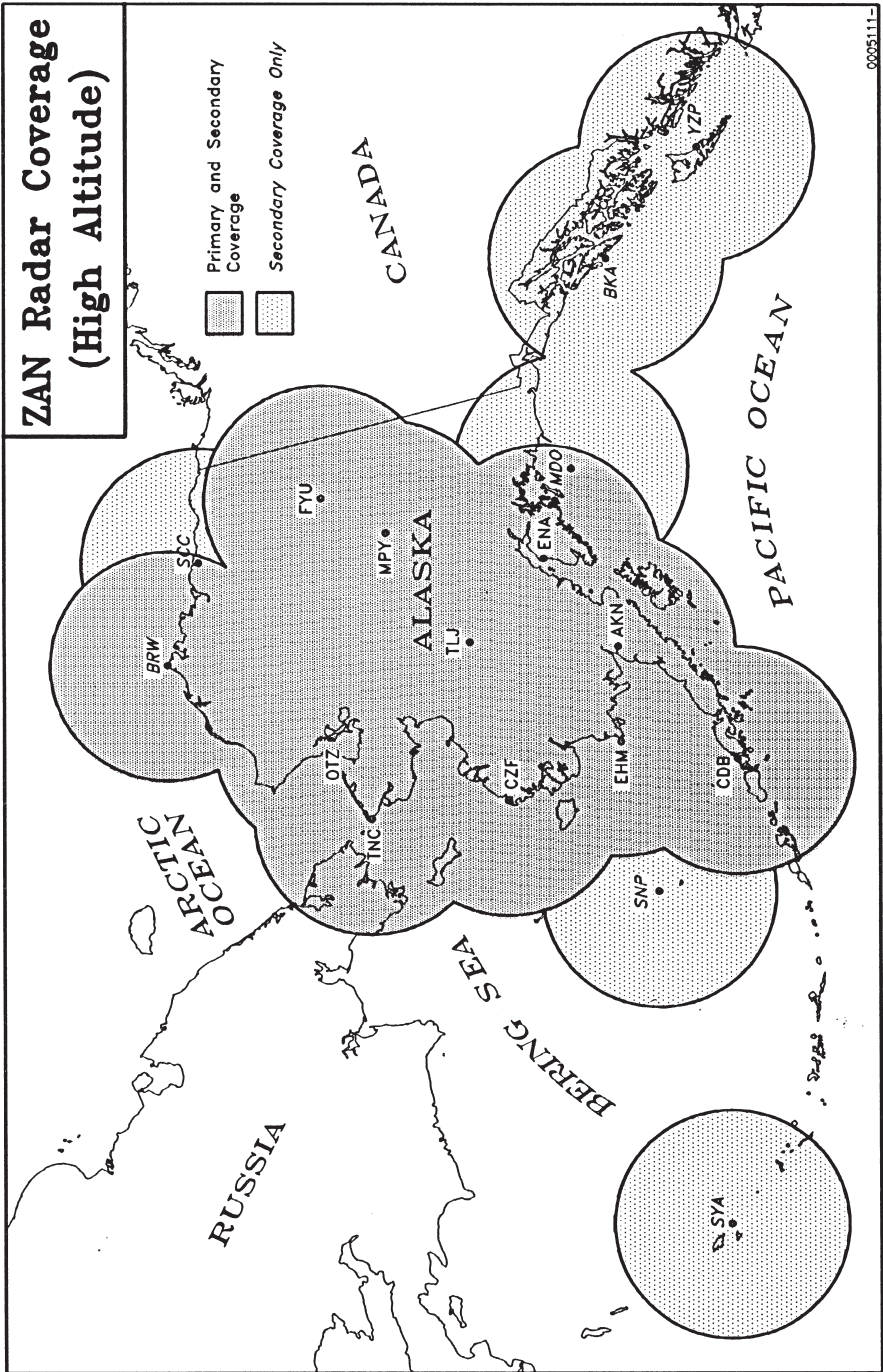 ZAN Radar Coverage
(High Altitude)
Primary and Secondary
Coverage
Secondary Coverage Only
CANADA
ARCTIC
OCEAN
RUSSIA
BERING SEA
ALASKA
PACIFIC OCEAN
BRW
SCC
FYU
MPY
TLJ
OTZ
TNC
CZF
ENA
MDO
AKN
EHM
CDB
SNP
SYA
BKA
YZP
0005111-